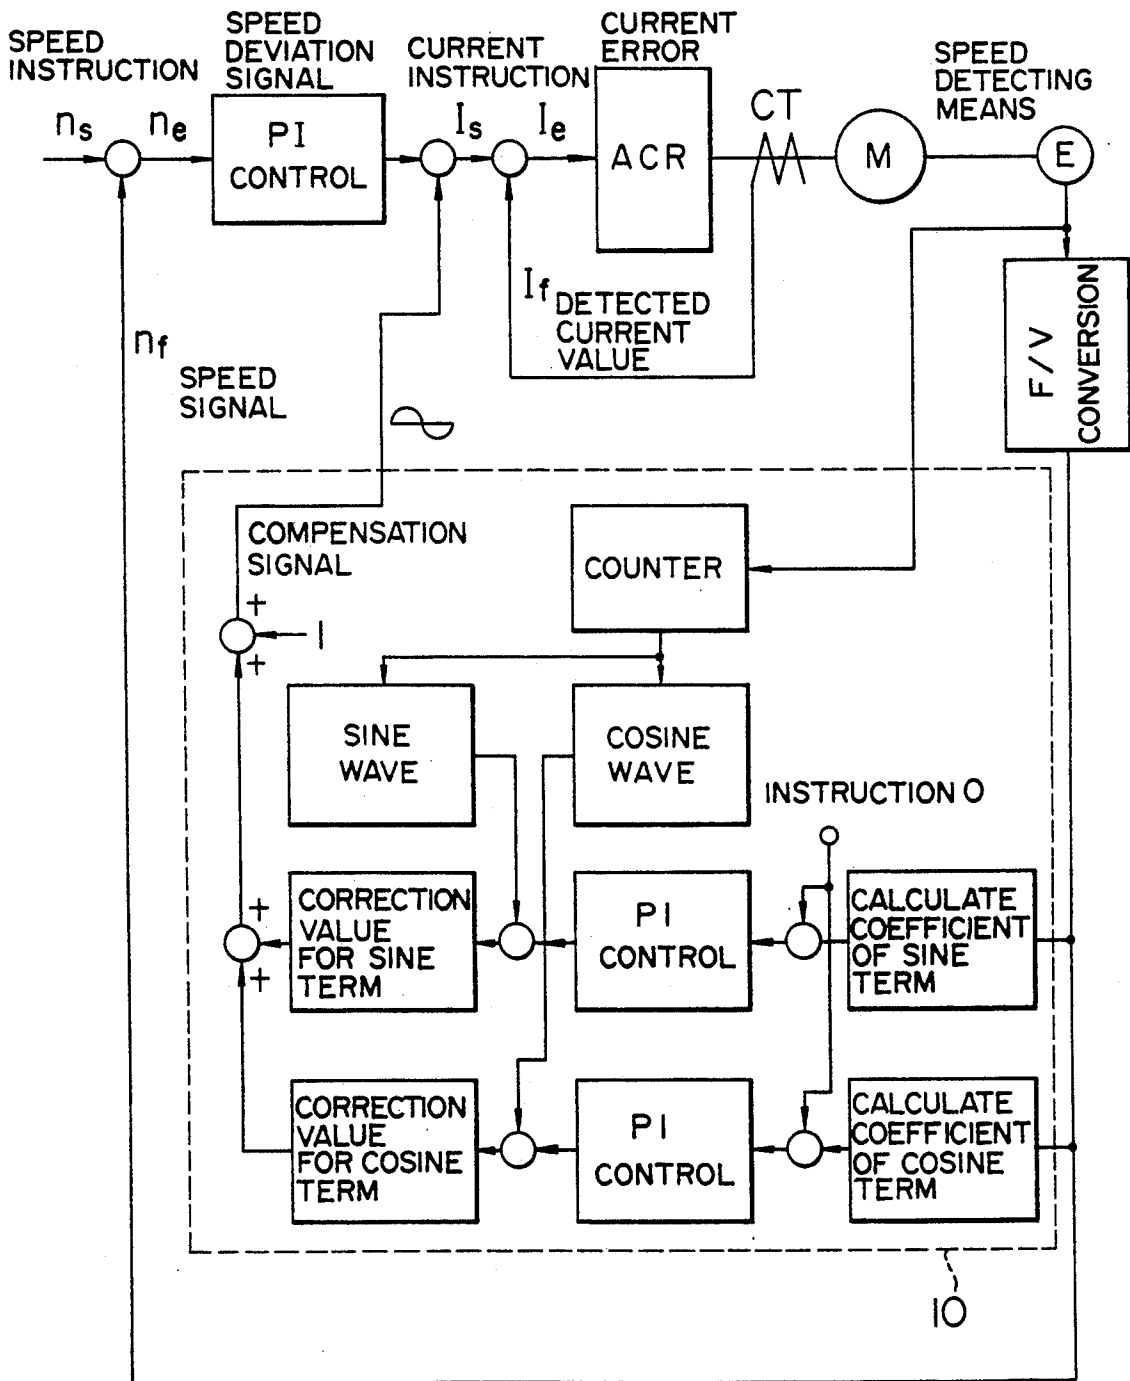 SPEED
INSTRUCTION
SPEED
DEVIATION
SIGNAL
CURRENT
INSTRUCTION
CURRENT
ERROR
SPEED
DETECTING
MEANS
ns
ne
PI
CONTROL
Is
Ie
ACR
CT
M
E
If
DETECTED
CURRENT
VALUE
F/V
CONVERSION
nf
SPEED
SIGNAL
COMPENSATION
SIGNAL
COUNTER
+
1
+
SINE
WAVE
COSINE
WAVE
INSTRUCTION 0
+
+
CORRECTION
VALUE
FOR SINE
TERM
PI
CONTROL
CALCULATE
COEFFICIENT
OF SINE
TERM
CORRECTION
VALUE
FOR COSINE
TERM
PI
CONTROL
CALCULATE
COEFFICIENT
OF COSINE
TERM
10